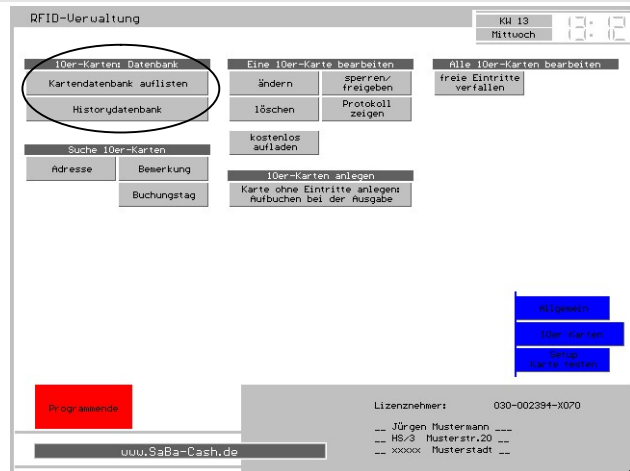 RFID-Verwaltung
KW 13
Mittwoch
13:12
10er-Karten: Datenbank
Kartendatenbank auflisten
Historydatenbank
Suche 10er-Karten
Adresse
Bemerkung
Buchungstag
Eine 10er-Karte bearbeiten
ändern
sperren/
freigeben
löschen
Protokoll
zeigen
kostenlos
aufladen
10er-Karten anlegen
Karte ohne Eintritte anlegen:
Aufbuchen bei der Ausgabe
Alle 10er-Karten bearbeiten
freie Eintritte
verfallen
Allgemein
10er Karten
Setup
Karte testen
Programmende
www.SaBa-Cash.de
Lizenznehmer: 030-002394-X070
__ Jürgen Mustermann ___
__ HS/3 Musterstr.20 __
__ xxxxx Musterstadt __